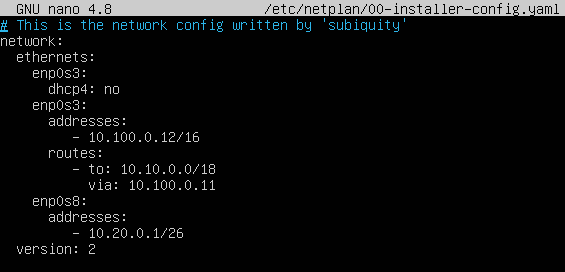 GNU nano 4.8 /etc/netplan/00-installer-config.yaml
# This is the network config written by 'subiquity'
network:
  ethernets:
    enp0s3:
      dhcp4: no
    enp0s3:
      addresses:
        - 10.100.0.12/16
      routes:
        - to: 10.10.0.0/18
          via: 10.100.0.11
    enp0s8:
      addresses:
        - 10.20.0.1/26
  version: 2